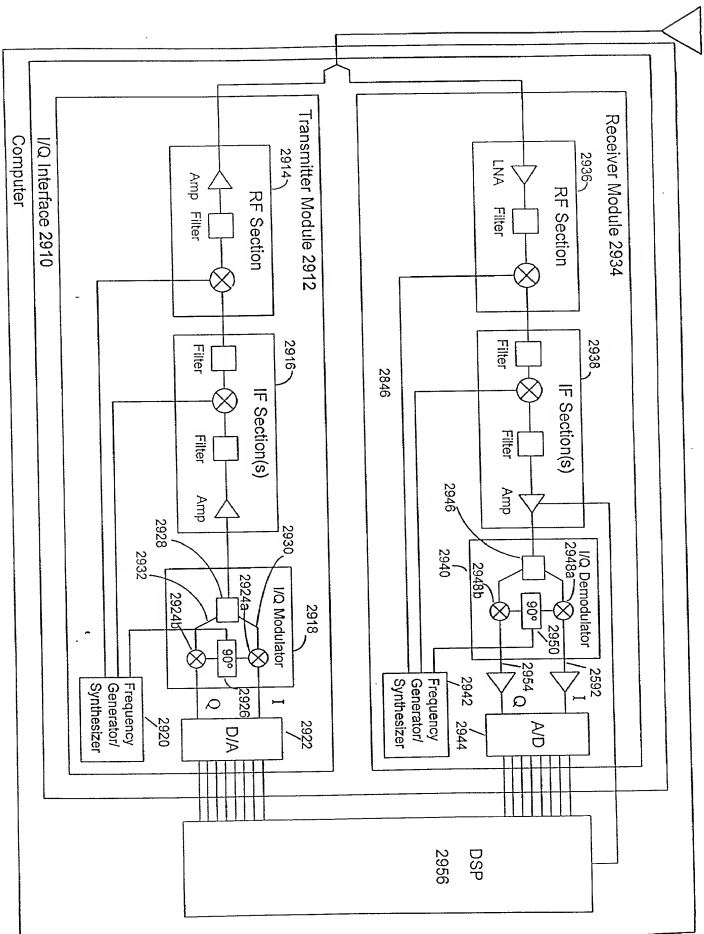 Receiver Module 2934
2936
RF Section
LNA
Filter
2938
IF Section(s)
Filter
Filter
Amp
2846
2946
I/Q Demodulator
2948a
2948b
2940
90°
2950
2592
2954
I
Q
A/D
2944
2942
Frequency
Generator/
Synthesizer
DSP
2956
Transmitter Module 2912
2914
RF Section
Amp
Filter
2916
IF Section(s)
Filter
Filter
Amp
2930
2924a
2928
2932
2924b
I/Q Modulator
2918
90°
2926
I
Q
D/A
2922
2920
Frequency
Generator/
Synthesizer
I/Q Interface 2910
Computer